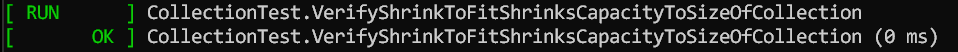 [ RUN      ] CollectionTest.VerifyShrinkToFitShrinksCapacityToSizeOfCollection
[       OK ] CollectionTest.VerifyShrinkToFitShrinksCapacityToSizeOfCollection (0 ms)